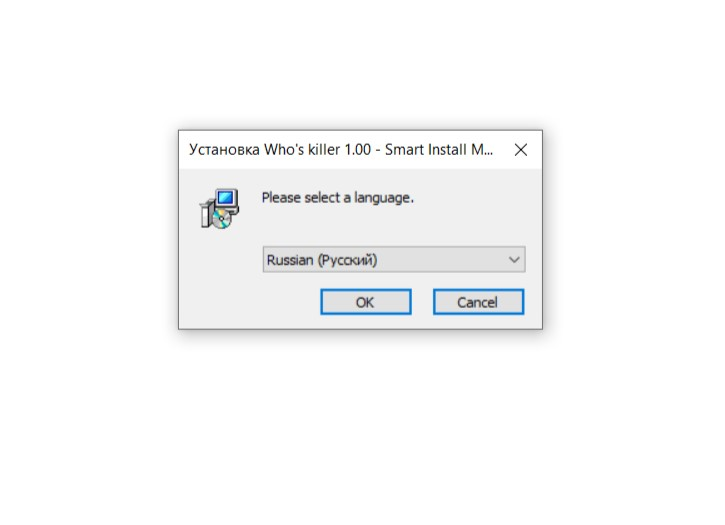 Установка Who's killer 1.00 - Smart Install M...
Please select a language.
Russian (Русский)
OK
Cancel